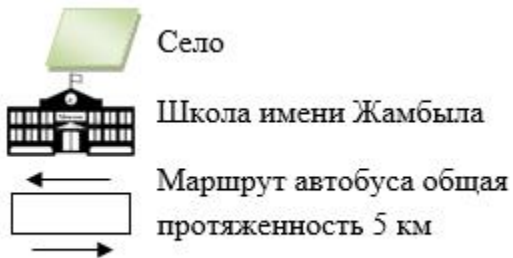 Село
Школа имени Жамбыла
Маршрут автобуса общая
протяженность 5 км